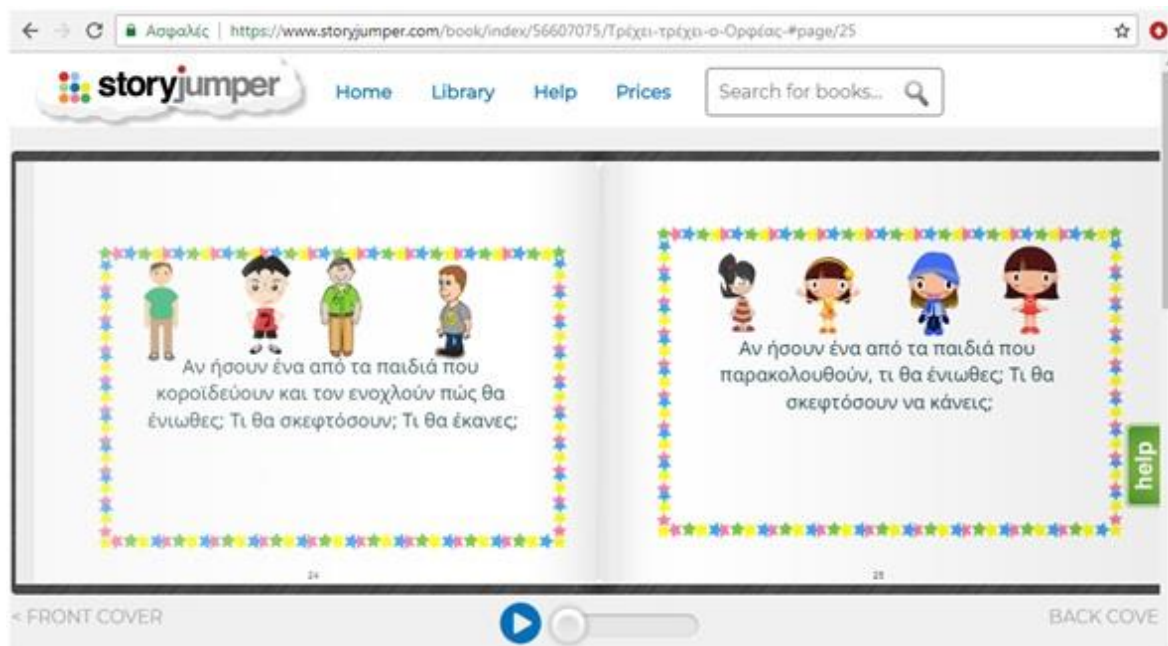 Ασφαλές | https://www.storyjumper.com/book/index/56607075/Τρέχει-τρέχει-ο-Ορφέας-#page/25
storyjumper Home Library Help Prices Search for books...
Αν ήσουν ένα από τα παιδιά που
κοροϊδεύουν και τον ενοχλούν πώς θα
ένιωθες; Τι θα σκεφτόσουν; Τι θα έκανες;
24
Αν ήσουν ένα από τα παιδιά που
παρακολουθούν, τι θα ένιωθες; Τι θα
σκεφτόσουν να κάνεις;
25
help
< FRONT COVER
BACK COVE